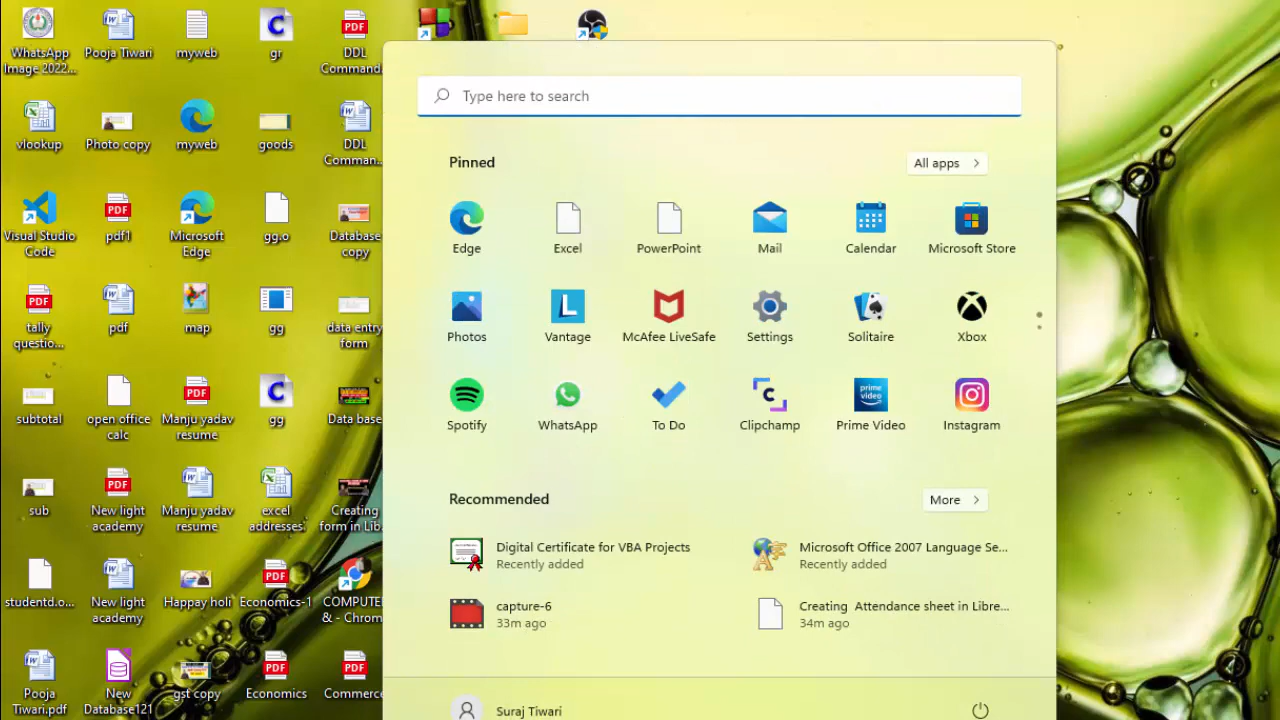 WhatsApp
Image 2022...
Pooja Tiwari
myweb
gr
DDL
Command.
vlookup
Photo copy
myweb
goods
DDL
Comman...
Visual Studio
Code
pdf1
Microsoft
Edge
gg.o
Database
copy
tally
questio...
pdf
map
gg
data entry
form
subtotal
open office
calc
Manju yadav
resume
gg
Data base
sub
New light
academy
Manju yadav
resume
excel
addresses.
Creating
form in Lib.
studentd.o...
New light
academy
Happay holi
Economics-1
COMPUTE
& - Chrom
Pooja
Tiwari.pdf
New
Database121
gst copy
Economics
Commerce
Type here to search
Pinned
All apps
Edge
Excel
PowerPoint
Mail
Calendar
Microsoft Store
Photos
Vantage
McAfee LiveSafe
Settings
Solitaire
Xbox
Spotify
WhatsApp
To Do
Clipchamp
Prime Video
Instagram
Recommended
More
Digital Certificate for VBA Projects
Recently added
Microsoft Office 2007 Language Se...
Recently added
capture-6
33m ago
Creating Attendance sheet in Libre...
34m ago
Suraj Tiwari